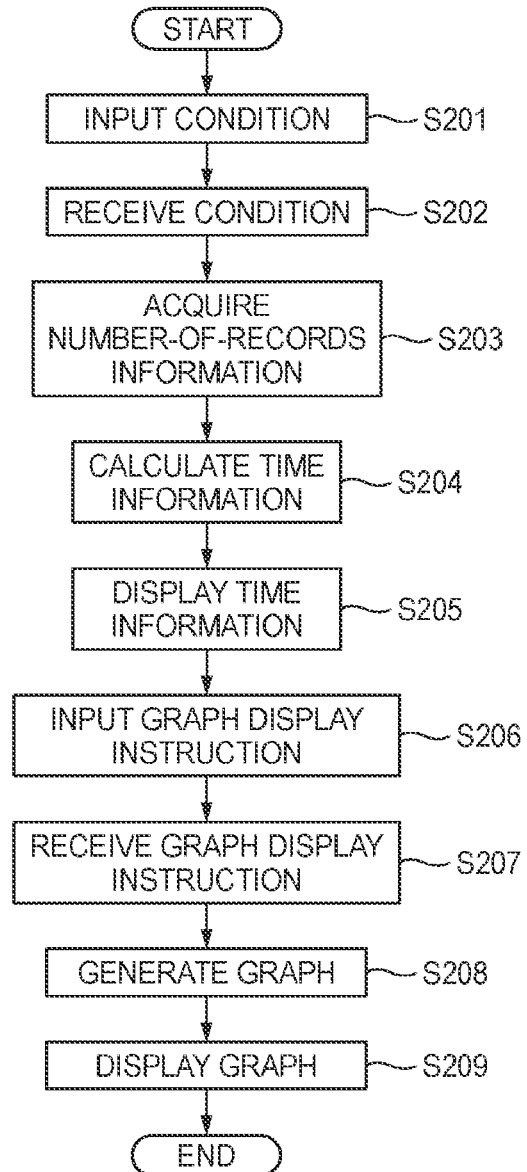 START
INPUT CONDITION S201
RECEIVE CONDITION S202
ACQUIRE
NUMBER-OF-RECORDS S203
INFORMATION
CALCULATE TIME S204
INFORMATION
DISPLAY TIME S205
INFORMATION
INPUT GRAPH DISPLAY S206
INSTRUCTION
RECEIVE GRAPH DISPLAY S207
INSTRUCTION
GENERATE GRAPH S208
DISPLAY GRAPH S209
END